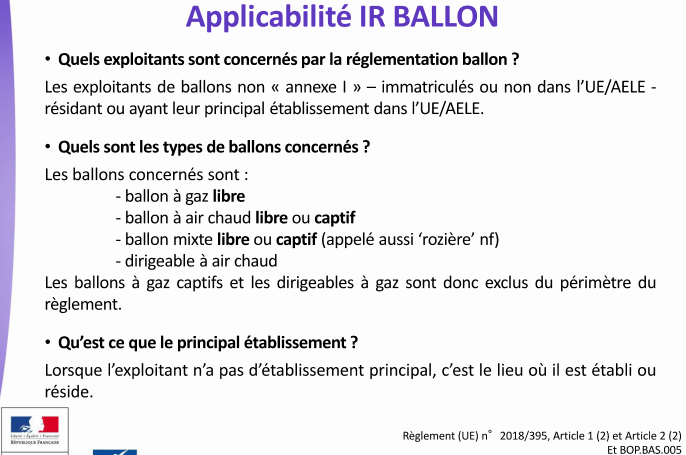 Applicabilité IR BALLON
• Quels exploitants sont concernés par la réglementation ballon ?
Les exploitants de ballons non « annexe I » – immatriculés ou non dans l'UE/AELE -
résidant ou ayant leur principal établissement dans l'UE/AELE.
• Quels sont les types de ballons concernés ?
Les ballons concernés sont :
- ballon à gaz libre
- ballon à air chaud libre ou captif
- ballon mixte libre ou captif (appelé aussi ‘rozière’ nf)
- dirigeable à air chaud
Les ballons à gaz captifs et les dirigeables à gaz sont donc exclus du périmètre du
règlement.
• Qu'est ce que le principal établissement ?
Lorsque l'exploitant n'a pas d'établissement principal, c'est le lieu où il est établi ou
réside.
Liberté • Égalité • Fraternité
RÉPUBLIQUE FRANÇAISE
Règlement (UE) n° 2018/395, Article 1 (2) et Article 2 (2)
Et BOP.BAS.005